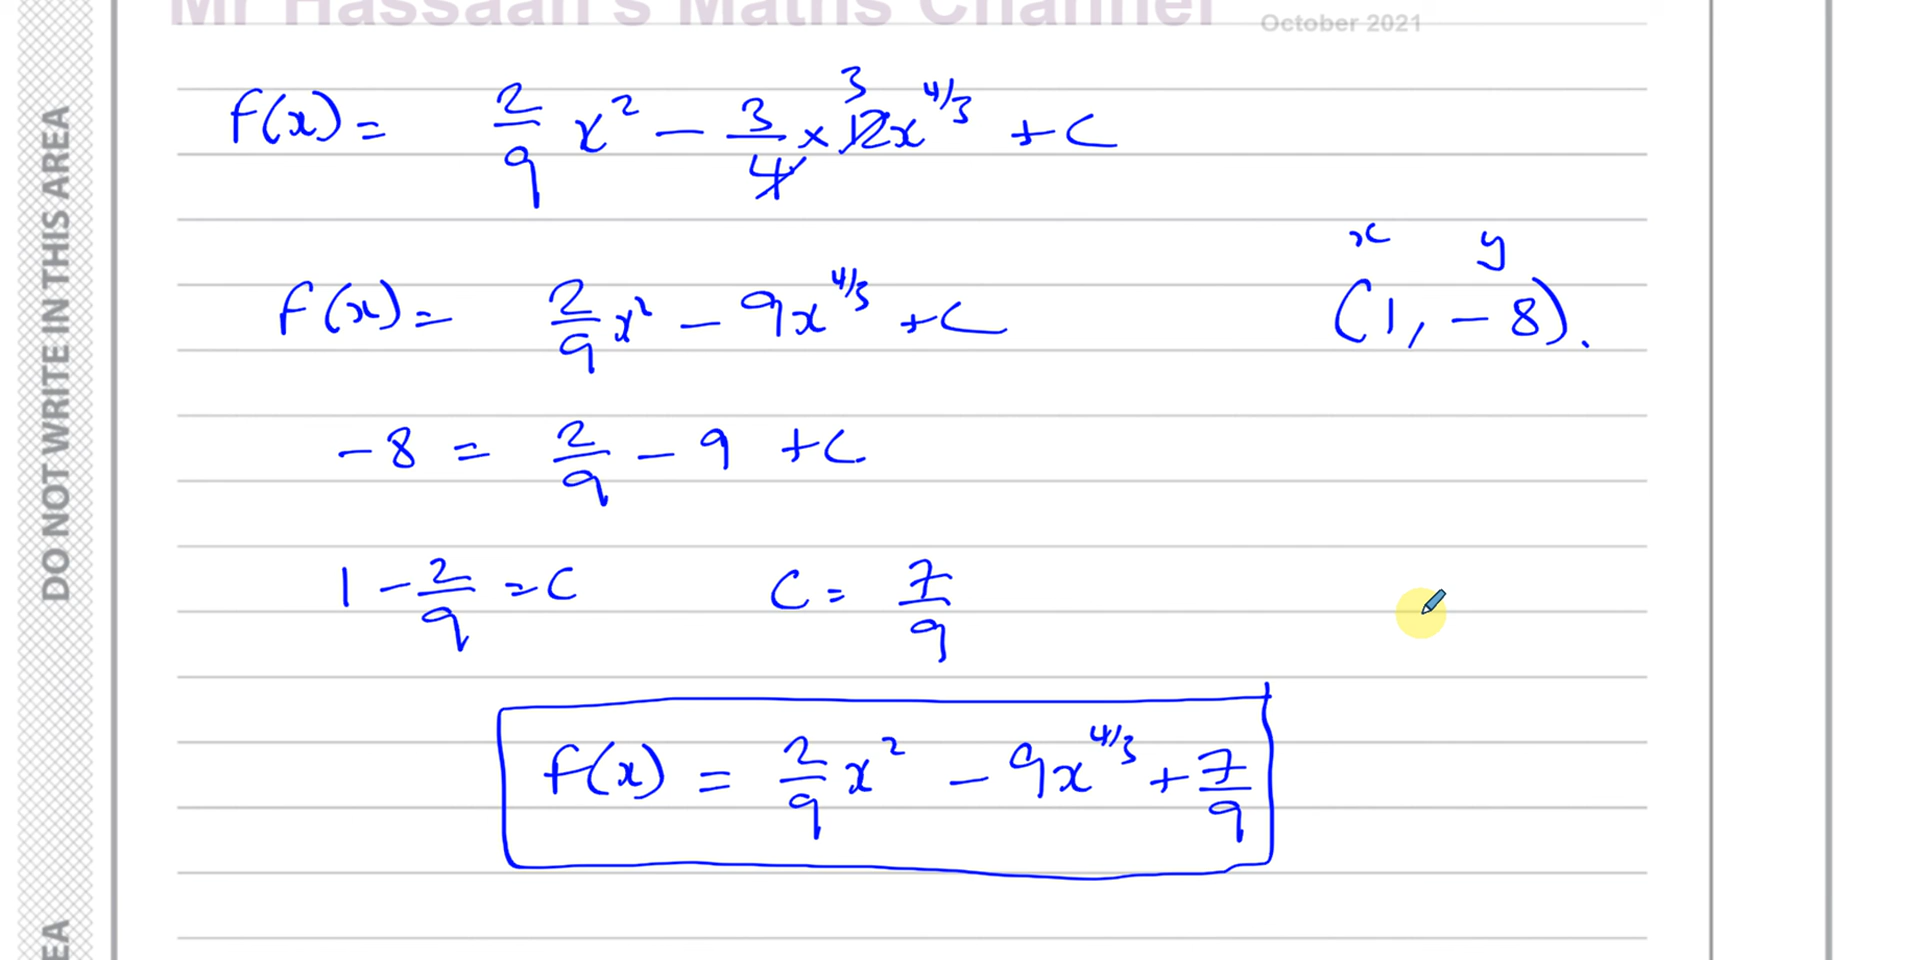 Mr Hassaan's Maths Channel
October 2021
f(x) = 2/9 x² - 3/4 × 12x^4/3 + c
3
x y
f(x) = 2/9 x² - 9x^4/3 + c
(1, -8).
-8 = 2/9 - 9 + c.
1 - 2/9 = c c = 7/9
f(x) = 2/9 x² - 9x^4/3 + 7/9
DO NOT WRITE IN THIS AREA
EA